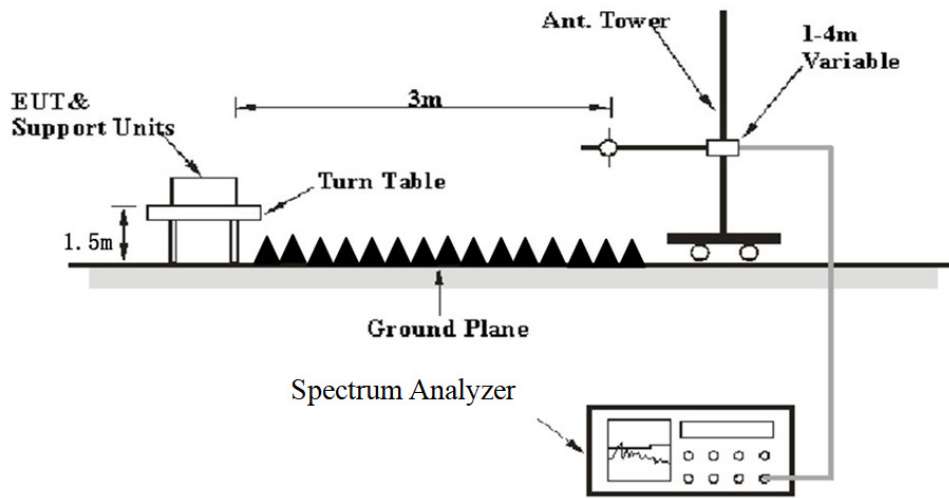 Ant. Tower
1-4m
Variable
3m
EUT&
Support Units
Turn Table
1.5m
Ground Plane
Spectrum Analyzer